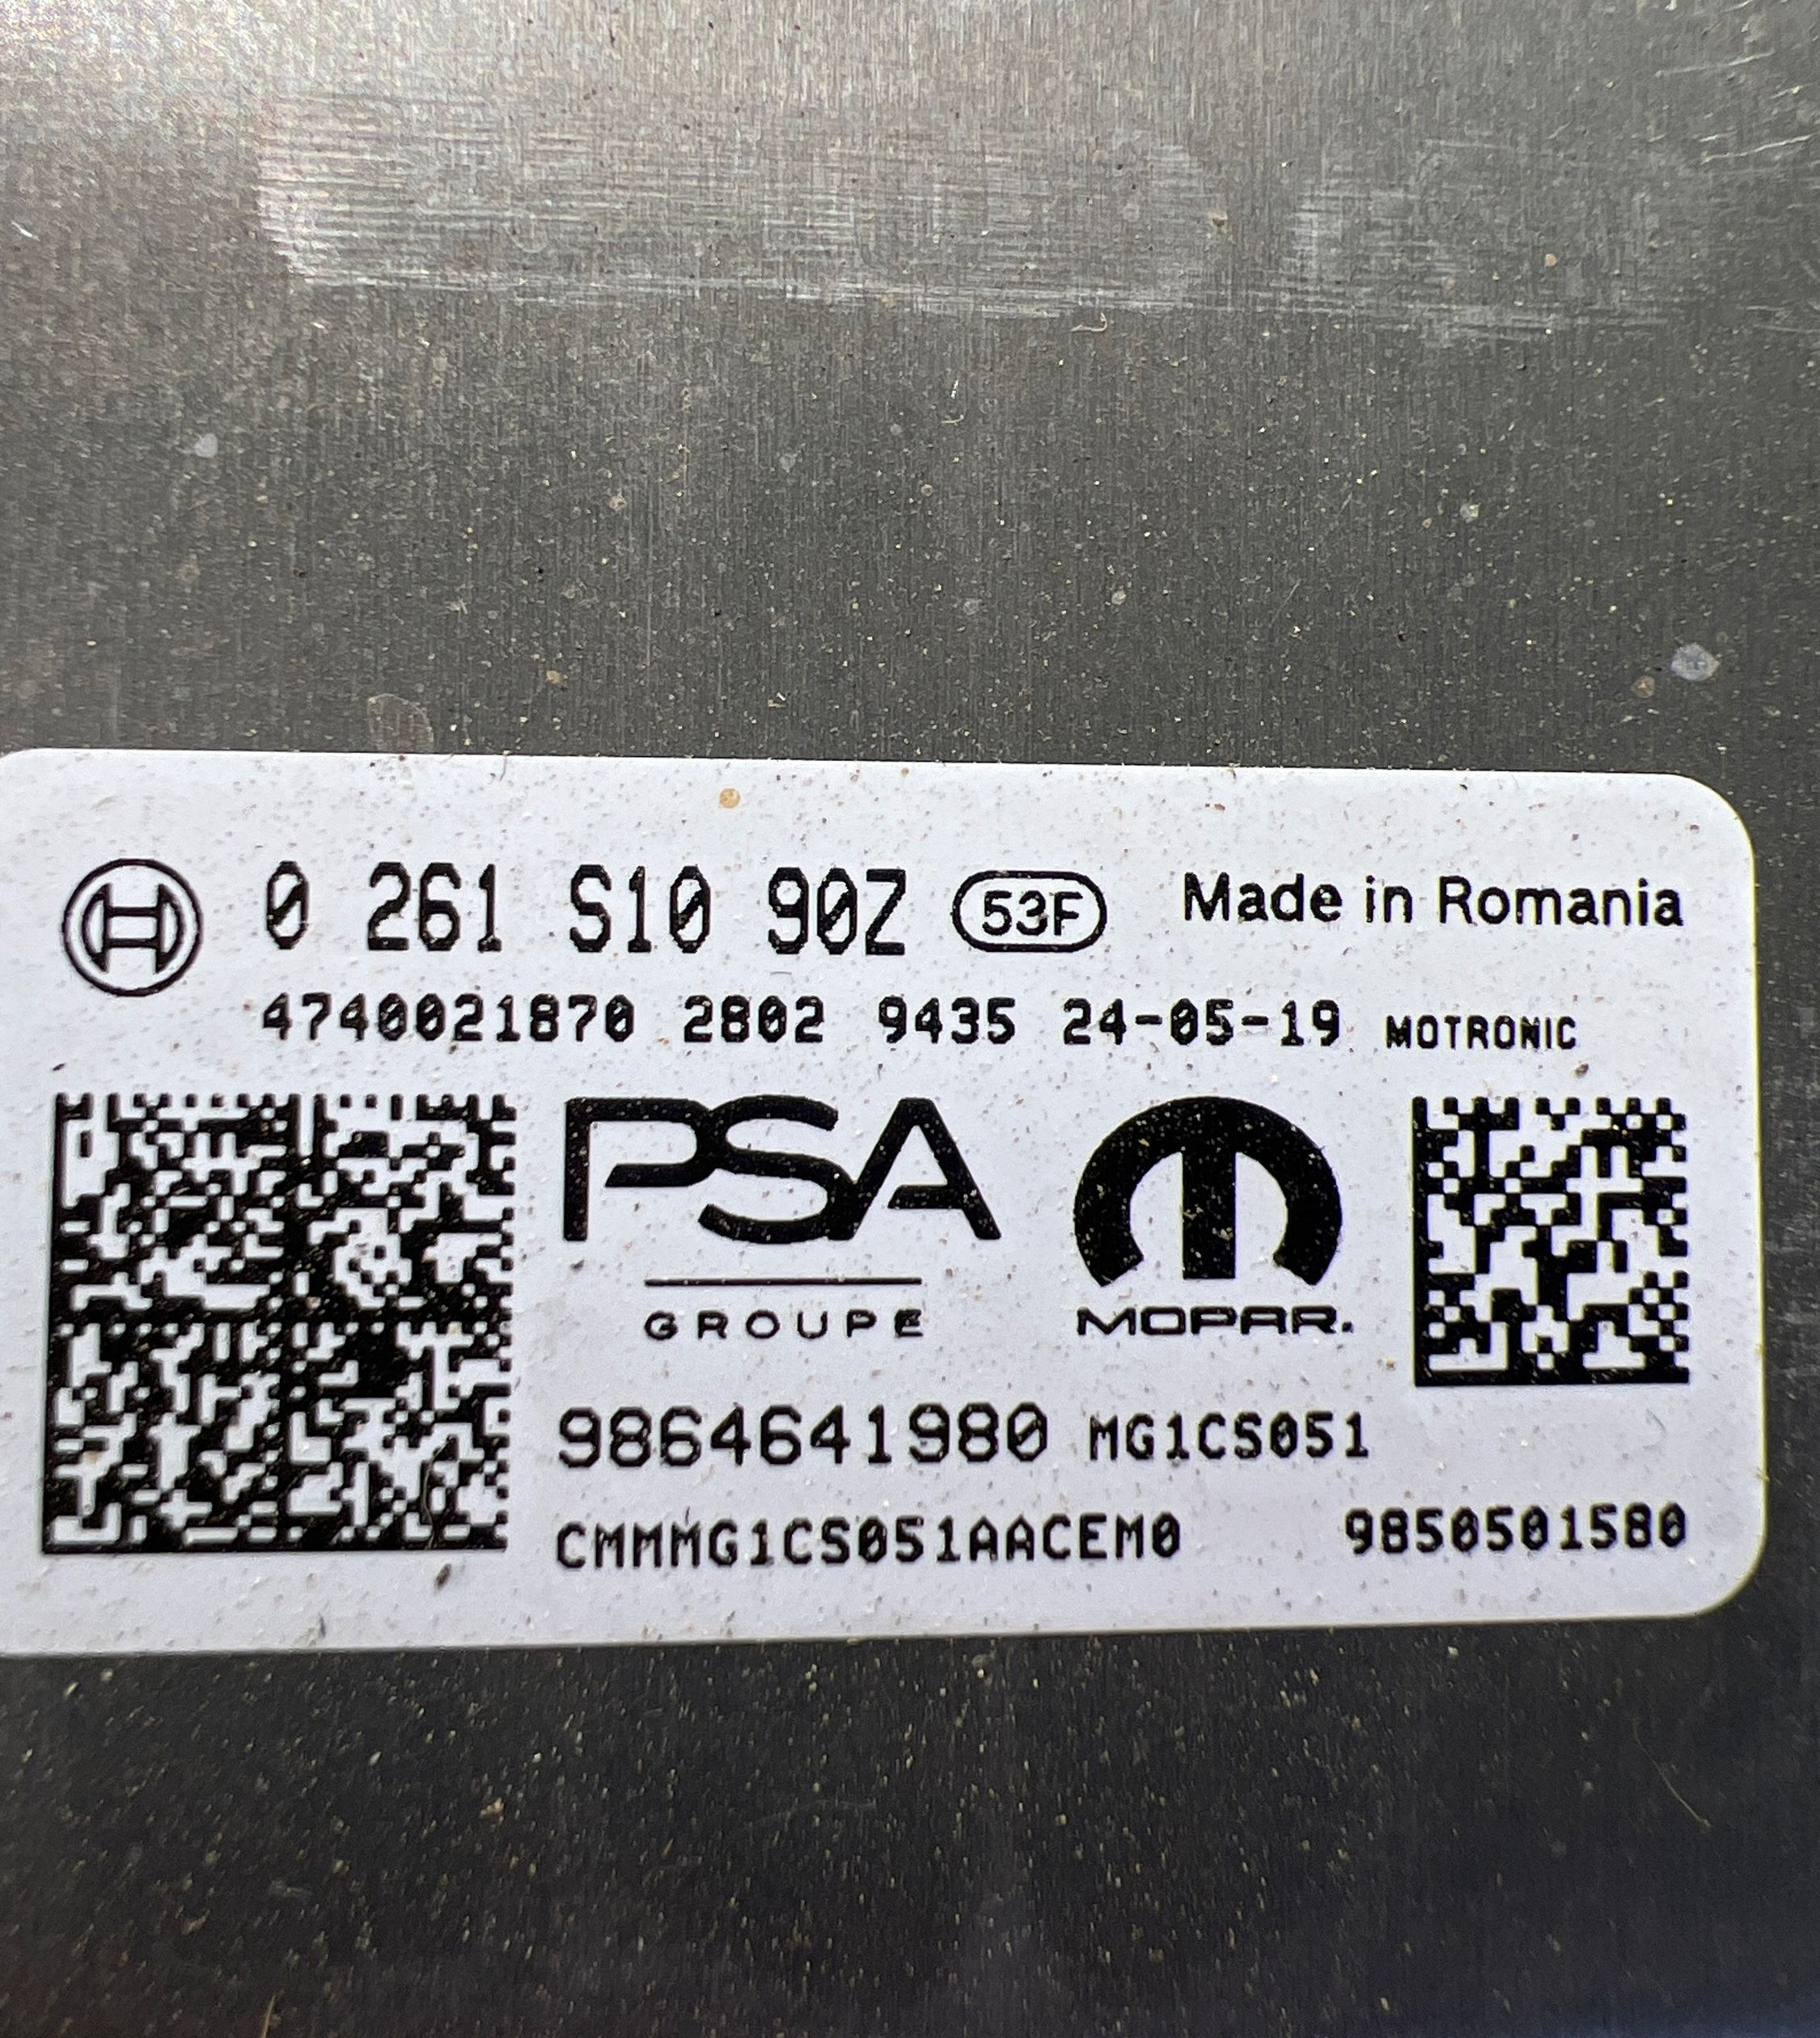 0 261 S10 90Z 53F Made in Romania
4740021870 2802 9435 24-05-19 MOTRONIC
PSA
GROUPE
MOPAR.
9864641980 MG1CS051
CMMMG1CS051AACEM0 9850501580